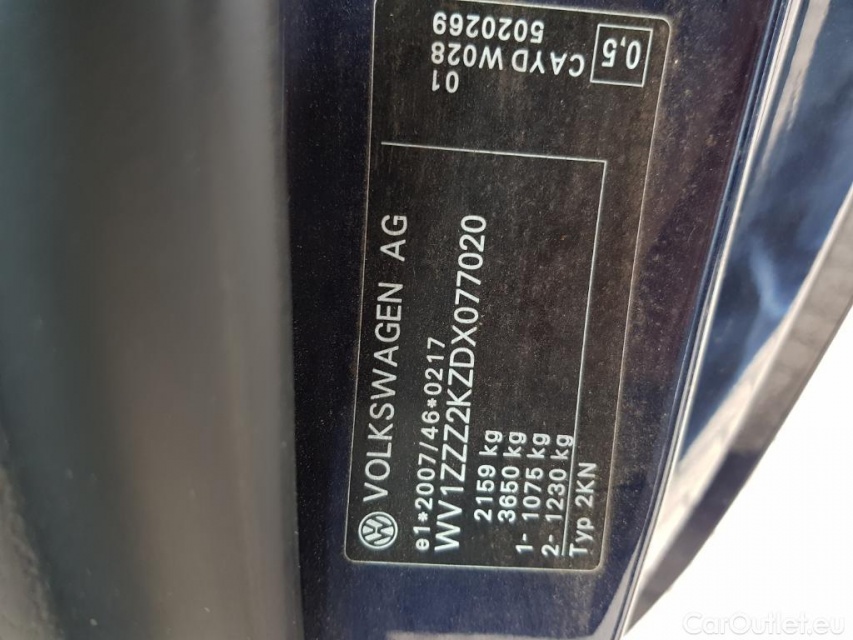 VOLKSWAGEN AG
e1*2007/46*0217
WV1ZZZ2KZDX077020
2159 kg
3650 kg
1- 1075 kg
2- 1230 kg
Typ 2KN
01
5020269
CAYD W028
0,5
CarOutlet.eu